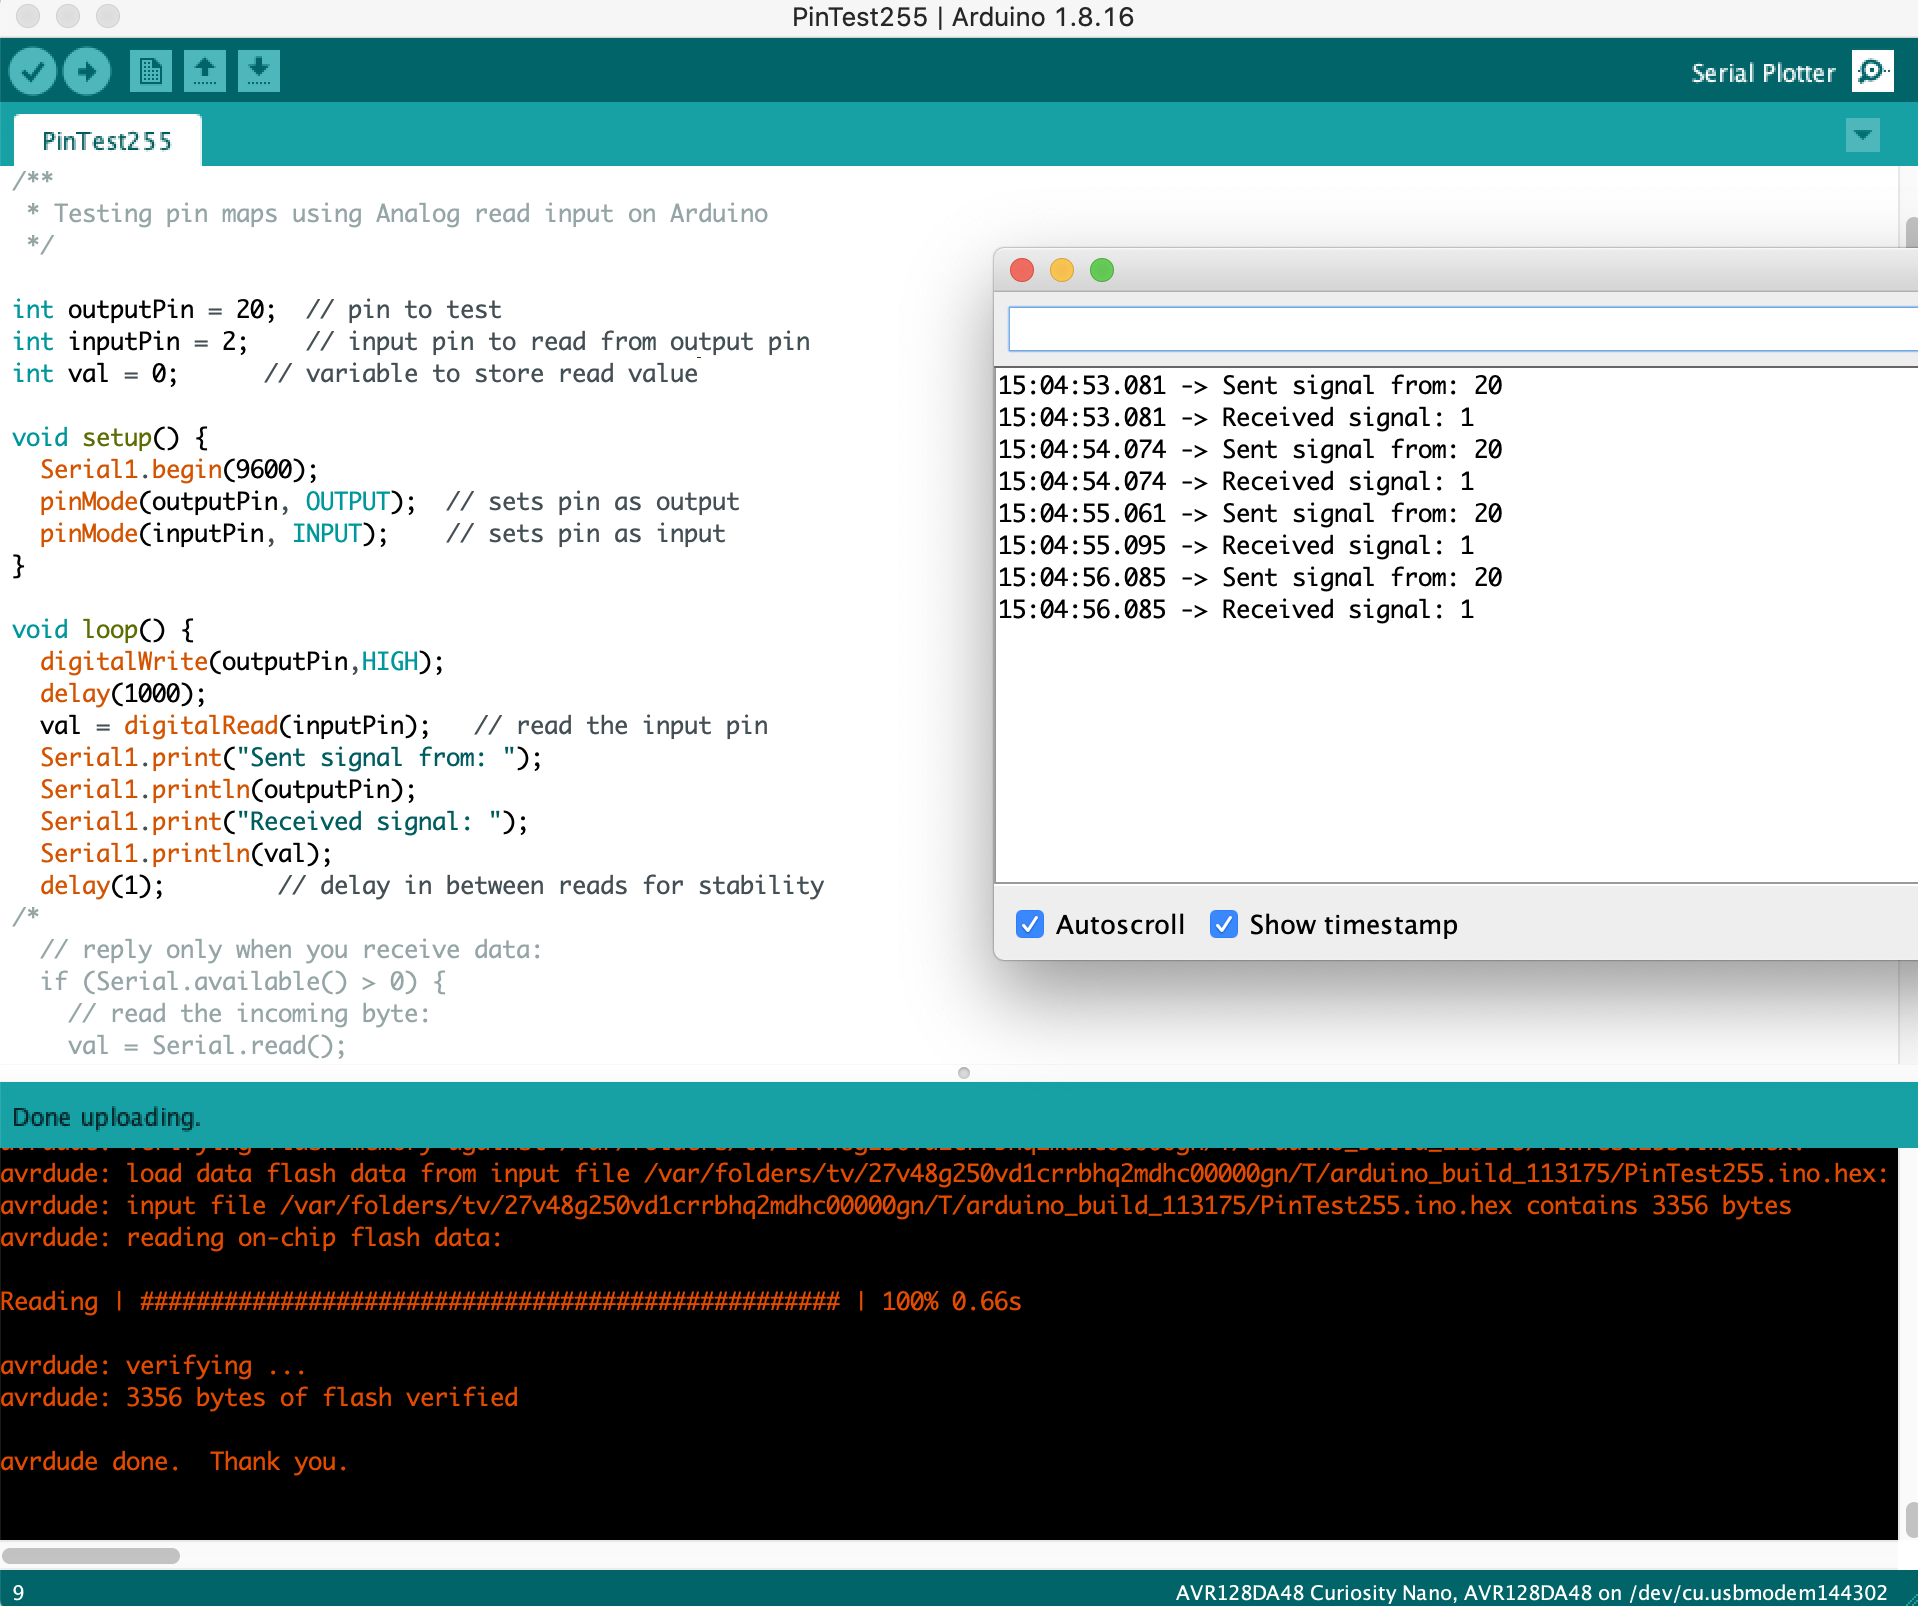 PinTest255 | Arduino 1.8.16
Serial Plotter
PinTest255
/**
 * Testing pin maps using Analog read input on Arduino
 */
int outputPin = 20;  // pin to test
int inputPin = 2;    // input pin to read from output pin
int val = 0;      // variable to store read value
void setup() {
  Serial1.begin(9600);
  pinMode(outputPin, OUTPUT);  // sets pin as output
  pinMode(inputPin, INPUT);    // sets pin as input
}
void loop() {
  digitalWrite(outputPin,HIGH);
  delay(1000);
  val = digitalRead(inputPin);   // read the input pin
  Serial1.print("Sent signal from: ");
  Serial1.println(outputPin);
  Serial1.print("Received signal: ");
  Serial1.println(val);
  delay(1);        // delay in between reads for stability
/*
  // reply only when you receive data:
  if (Serial.available() > 0) {
    // read the incoming byte:
    val = Serial.read();
15:04:53.081 -> Sent signal from: 20
15:04:53.081 -> Received signal: 1
15:04:54.074 -> Sent signal from: 20
15:04:54.074 -> Received signal: 1
15:04:55.061 -> Sent signal from: 20
15:04:55.095 -> Received signal: 1
15:04:56.085 -> Sent signal from: 20
15:04:56.085 -> Received signal: 1
Autoscroll Show timestamp
Done uploading.
avrdude: load data flash data from input file /var/folders/tv/27v48g250vd1crrbhq2mdhc00000gn/T/arduino_build_113175/PinTest255.ino.hex:
avrdude: input file /var/folders/tv/27v48g250vd1crrbhq2mdhc00000gn/T/arduino_build_113175/PinTest255.ino.hex contains 3356 bytes
avrdude: reading on-chip flash data:
Reading | ################################################## | 100% 0.66s
avrdude: verifying ...
avrdude: 3356 bytes of flash verified
avrdude done.  Thank you.
9
AVR128DA48 Curiosity Nano, AVR128DA48 on /dev/cu.usbmodem144302